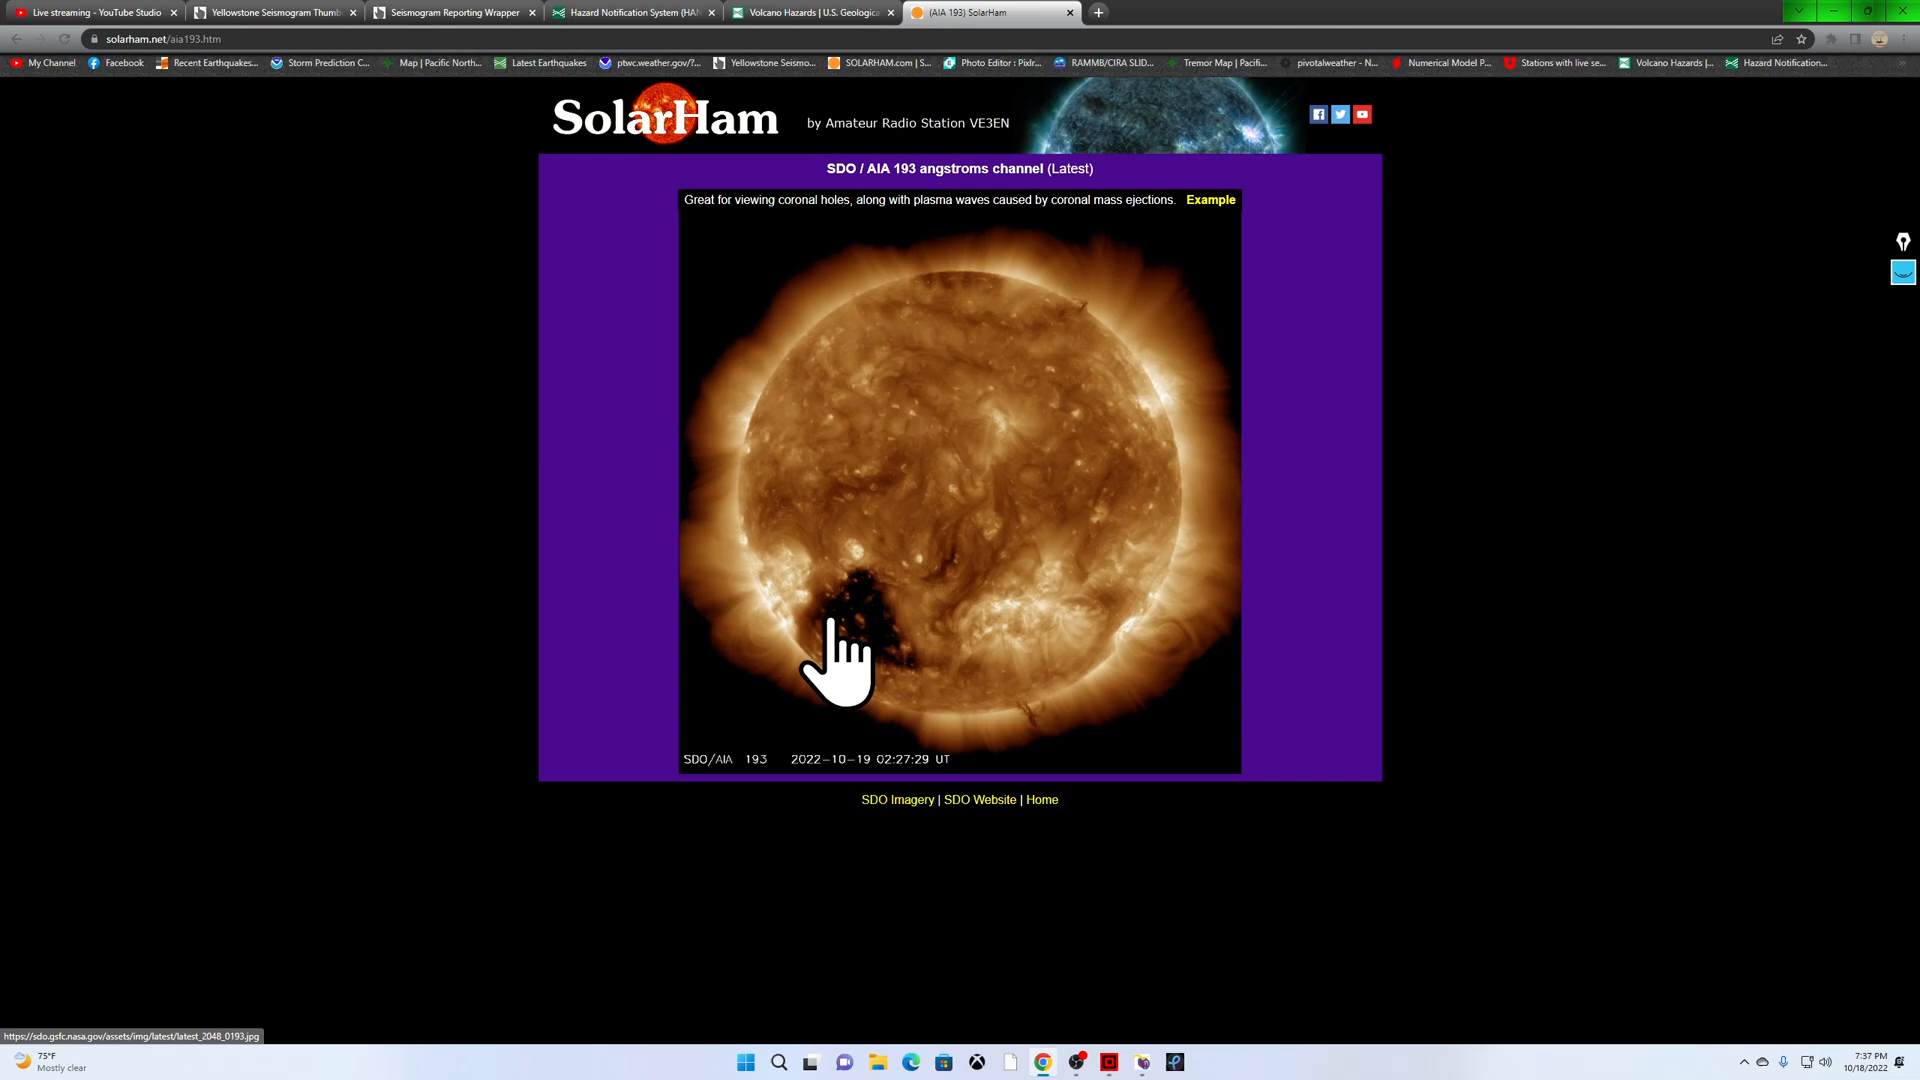 Live streaming - YouTube Studio
Yellowstone Seismogram Thumb
Seismogram Reporting Wrapper
Hazard Notification System (HAN
Volcano Hazards | U.S. Geologica
(AIA 193) SolarHam
solarham.net/aia193.htm
My Channel
Facebook
Recent Earthquakes...
Storm Prediction C...
Map | Pacific North...
Latest Earthquakes
ptwc.weather.gov/?...
Yellowstone Seismo...
SOLARHAM.com | S...
Photo Editor : Pixlr...
RAMMB/CIRA SLID...
Tremor Map | Pacifi...
pivotalweather - N...
Numerical Model P...
Stations with live se...
Volcano Hazards |...
Hazard Notification...
SolarHam
by Amateur Radio Station VE3EN
SDO / AIA 193 angstroms channel (Latest)
Great for viewing coronal holes, along with plasma waves caused by coronal mass ejections. Example
SDO/AIA 193 2022-10-19 02:27:29 UT
SDO Imagery | SDO Website | Home
https://sdo.gsfc.nasa.gov/assets/img/latest/latest_2048_0193.jpg
75°F
Mostly clear
7:37 PM
10/18/2022